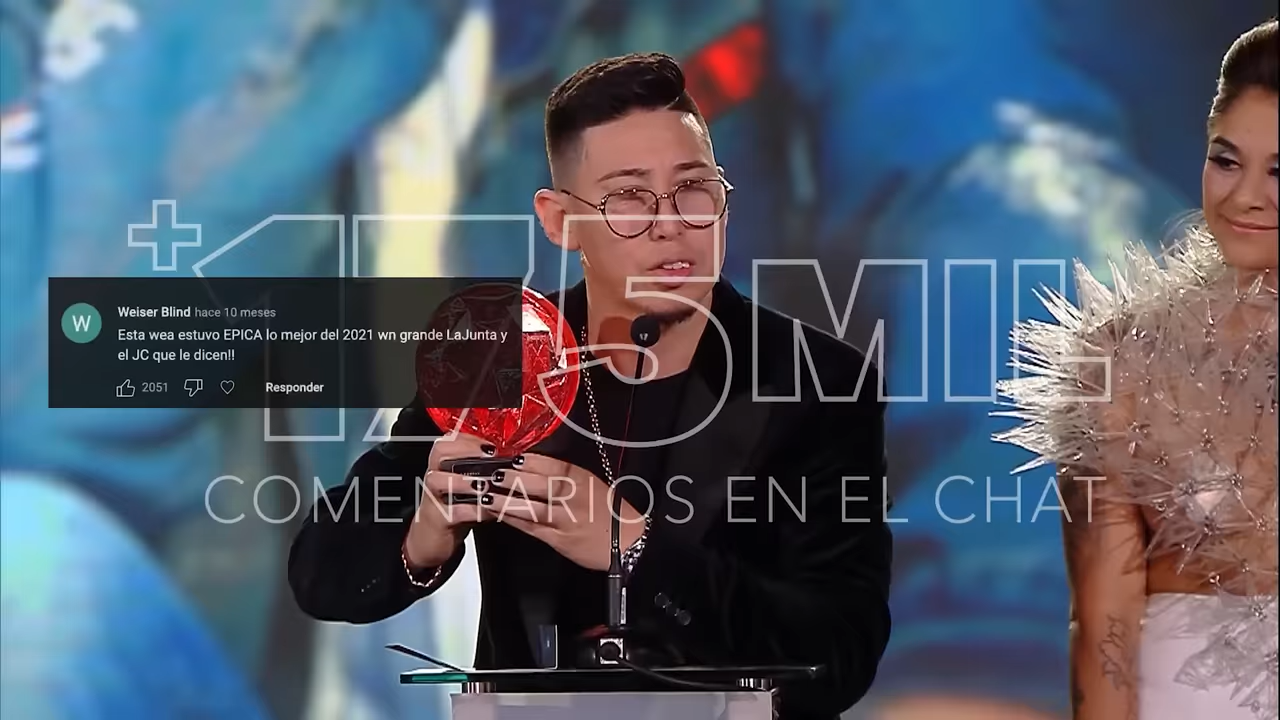 +175MIL
COMENTARIOS EN EL CHAT
W
Weiser Blind hace 10 meses
Esta wea estuvo EPICA lo mejor del 2021 wn grande LaJunta y
el JC que le dicen!!
2051
Responder